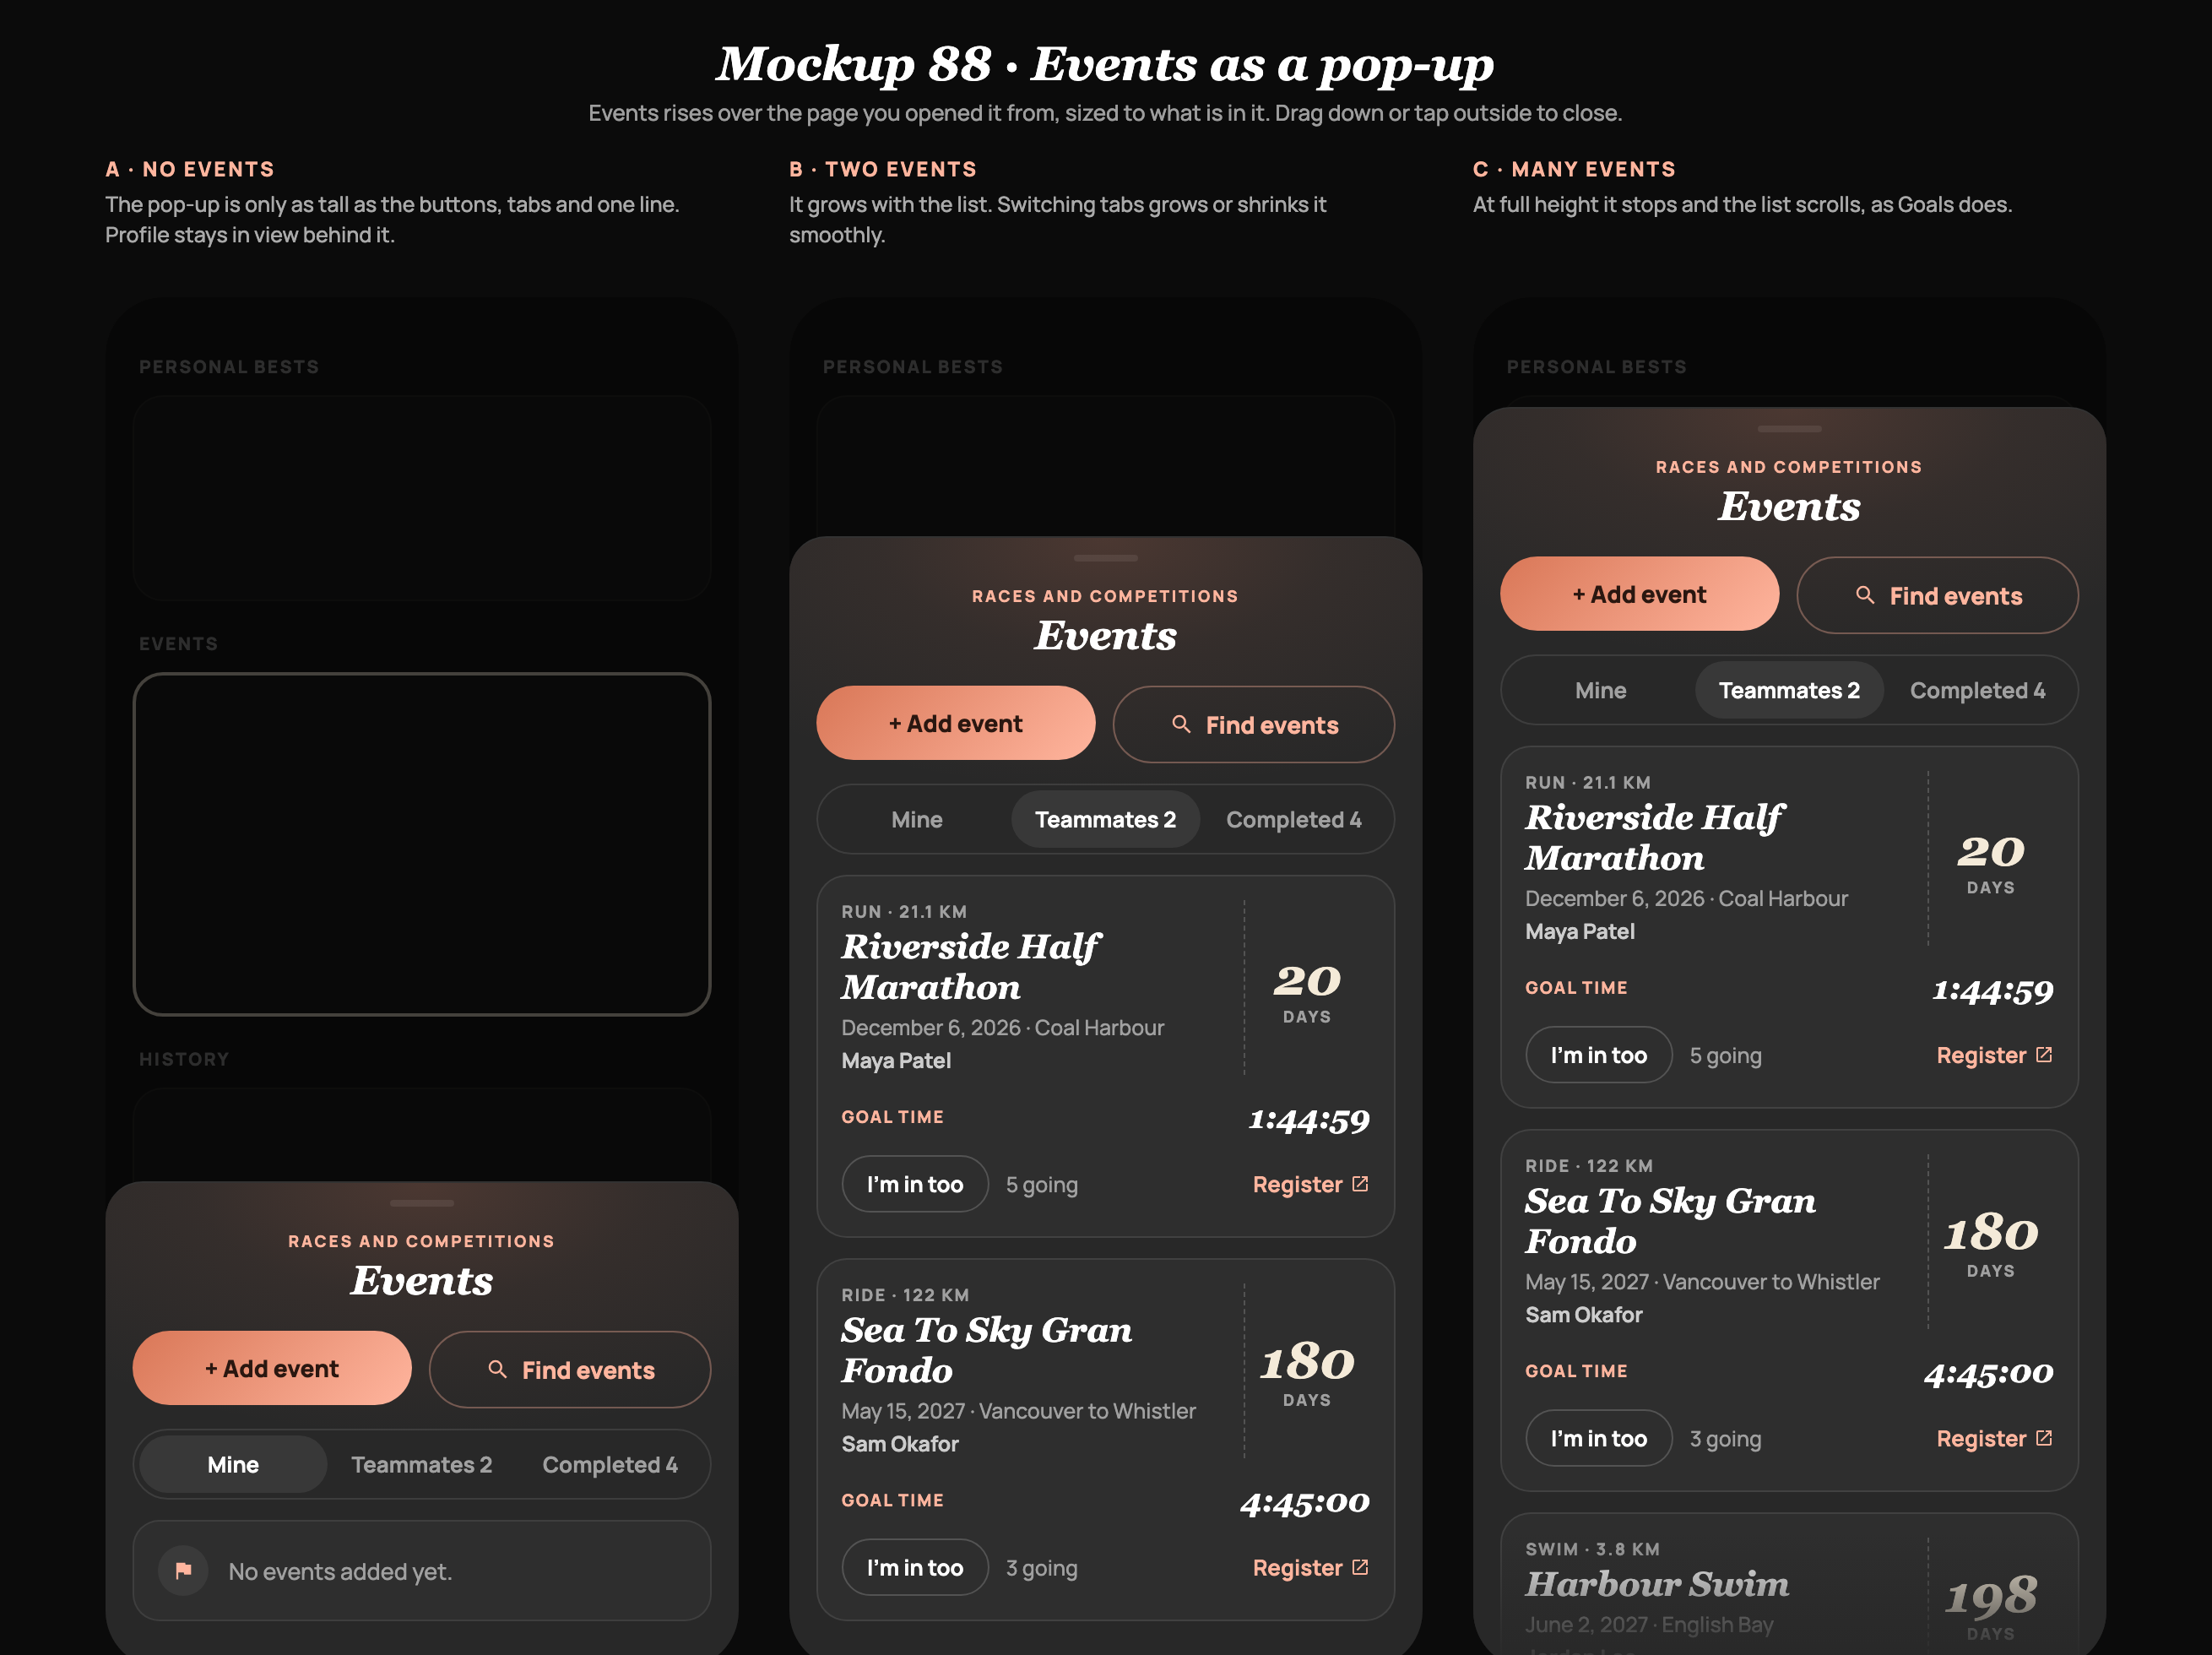 Mockup 88 · Events as a pop-up
Events rises over the page you opened it from, sized to what is in it. Drag down or tap outside to close.
A · NO EVENTS
The pop-up is only as tall as the buttons, tabs and one line.
Profile stays in view behind it.
PERSONAL BESTS
EVENTS
HISTORY
RACES AND COMPETITIONS
Events
+ Add event
Find events
Mine
Teammates 2
Completed 4
No events added yet.
B · TWO EVENTS
It grows with the list. Switching tabs grows or shrinks it
smoothly.
PERSONAL BESTS
RACES AND COMPETITIONS
Events
+ Add event
Find events
Mine
Teammates 2
Completed 4
RUN · 21.1 KM
Riverside Half
Marathon
December 6, 2026 · Coal Harbour
Maya Patel
20
DAYS
GOAL TIME
1:44:59
I'm in too
5 going
Register
RIDE · 122 KM
Sea To Sky Gran
Fondo
May 15, 2027 · Vancouver to Whistler
Sam Okafor
180
DAYS
GOAL TIME
4:45:00
I'm in too
3 going
Register
C · MANY EVENTS
At full height it stops and the list scrolls, as Goals does.
PERSONAL BESTS
RACES AND COMPETITIONS
Events
+ Add event
Find events
Mine
Teammates 2
Completed 4
RUN · 21.1 KM
Riverside Half
Marathon
December 6, 2026 · Coal Harbour
Maya Patel
20
DAYS
GOAL TIME
1:44:59
I'm in too
5 going
Register
RIDE · 122 KM
Sea To Sky Gran
Fondo
May 15, 2027 · Vancouver to Whistler
Sam Okafor
180
DAYS
GOAL TIME
4:45:00
I'm in too
3 going
Register
SWIM · 3.8 KM
Harbour Swim
June 2, 2027 · English Bay
198
DAYS